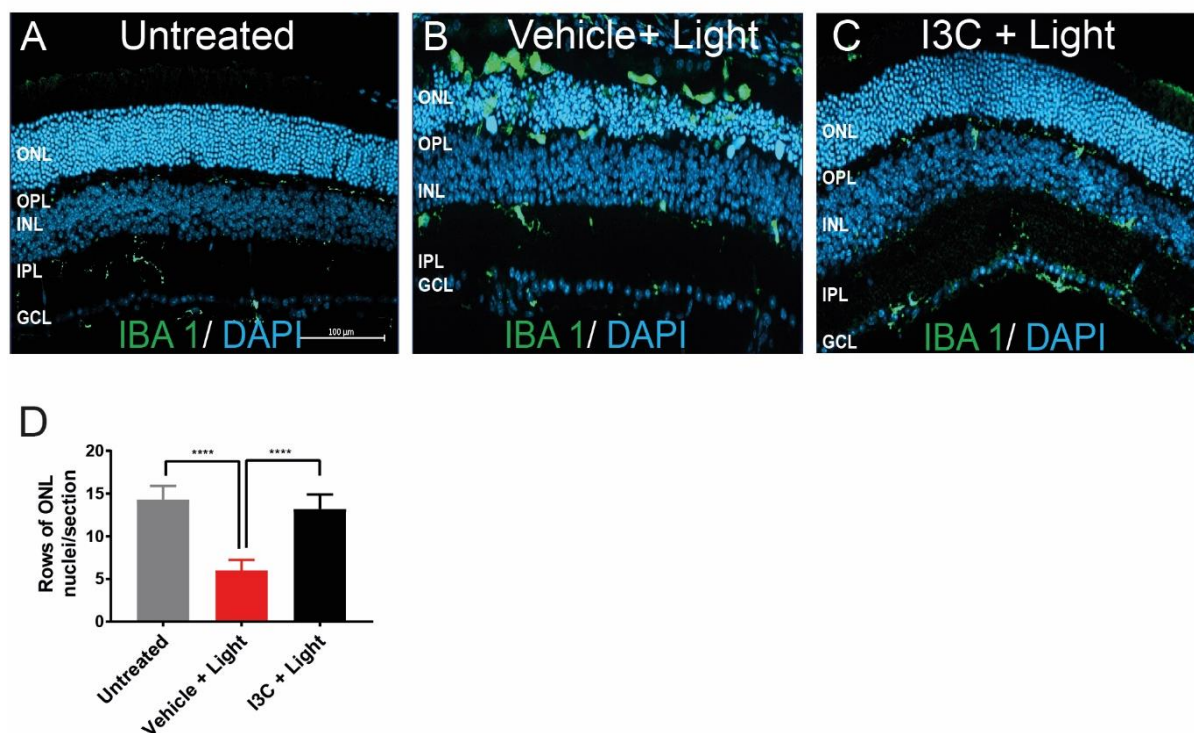 A
Untreated
ONL
OPL
INL
IPL
GCL
IBA 1/ DAPI
100 µm
B
Vehicle+ Light
ONL
OPL
INL
IPL
GCL
IBA 1/ DAPI
C
I3C + Light
ONL
OPL
INL
IPL
GCL
IBA 1/ DAPI
D
Rows of ONL
nuclei/section
20
15
10
5
0
****
****
Untreated
Vehicle + Light
I3C + Light